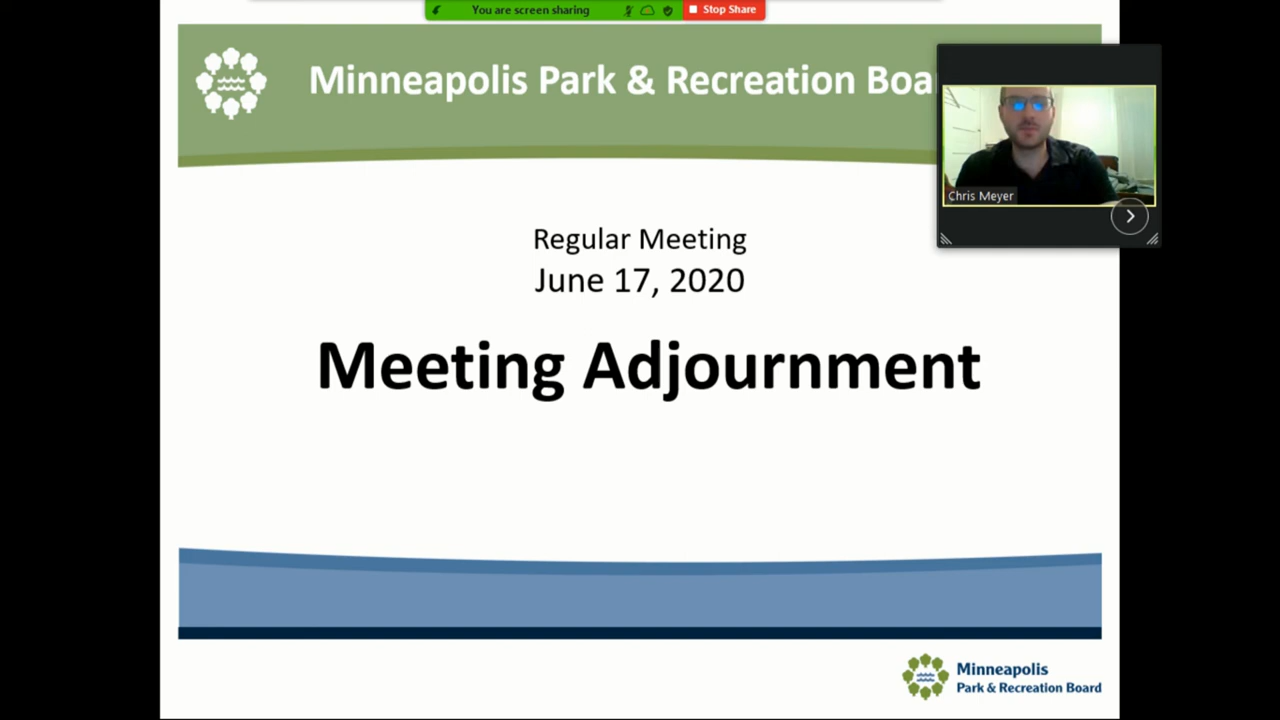 You are screen sharing
Stop Share
Minneapolis Park & Recreation Boa
Chris Meyer
Regular Meeting
June 17, 2020
Meeting Adjournment
Minneapolis
Park & Recreation Board